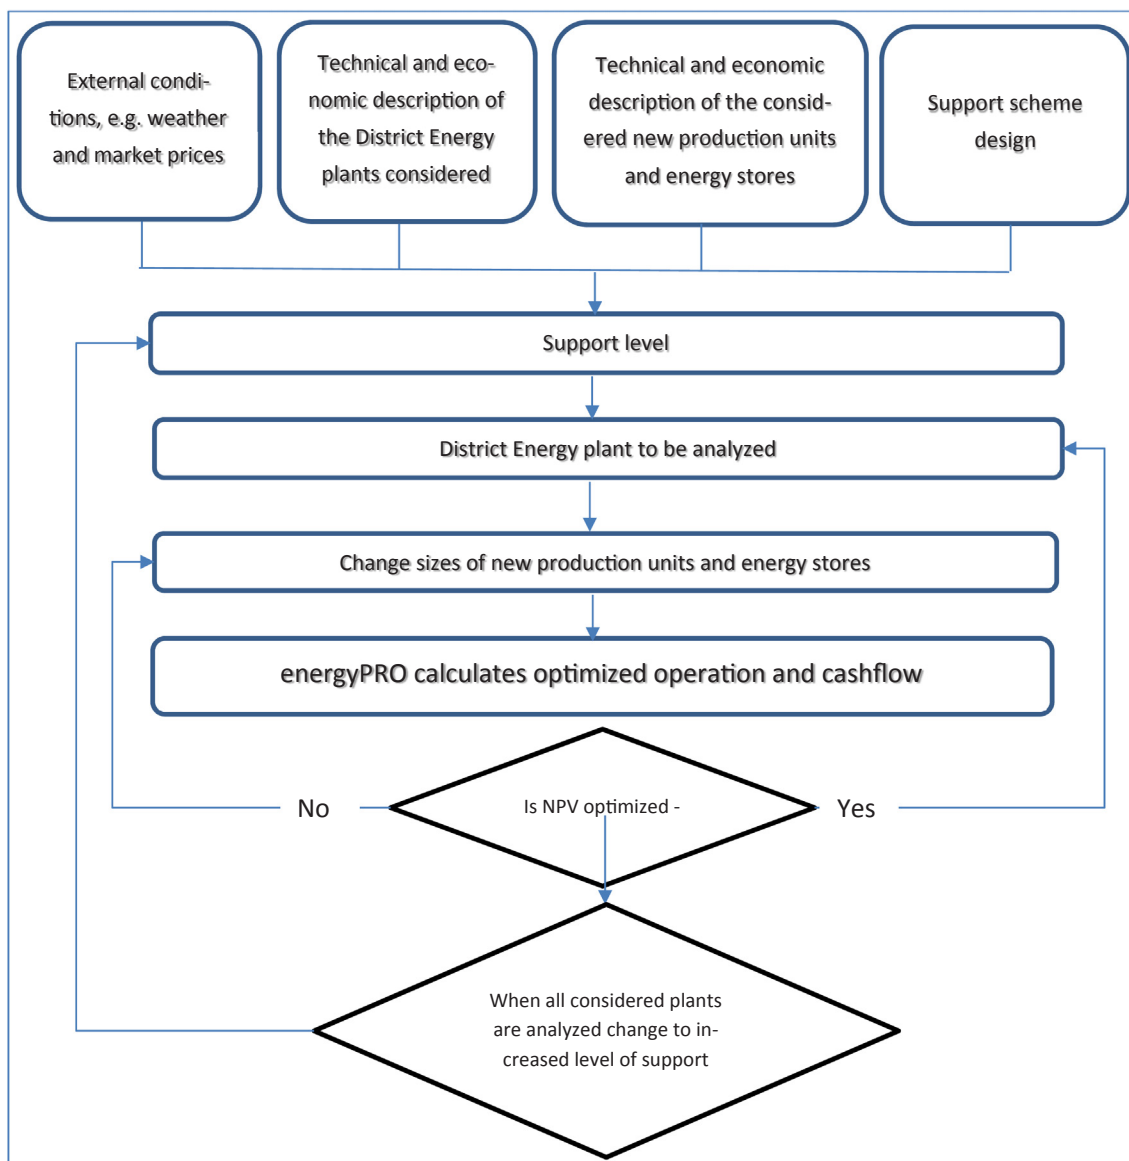 External condi-
tions, e.g. weather
and market prices
Technical and eco-
nomic description of
the District Energy
plants considered
Technical and economic
description of the consid-
ered new production units
and energy stores
Support scheme
design
Support level
District Energy plant to be analyzed
Change sizes of new production units and energy stores
energyPRO calculates optimized operation and cashflow
No
Is NPV optimized -
Yes
When all considered plants
are analyzed change to in-
creased level of support